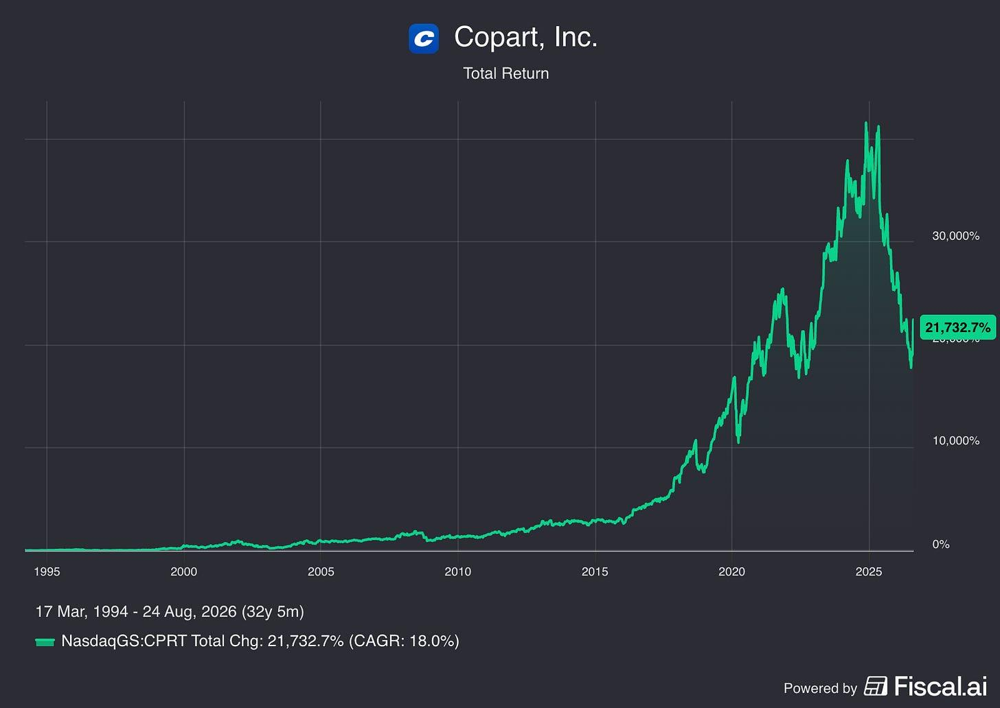 Copart, Inc.
Total Return
30,000%
21,732.7%
20,000%
10,000%
0%
1995 2000 2005 2010 2015 2020 2025
17 Mar, 1994 - 24 Aug, 2026 (32y 5m)
NasdaqGS:CPRT Total Chg: 21,732.7% (CAGR: 18.0%)
Powered by Fiscal.ai